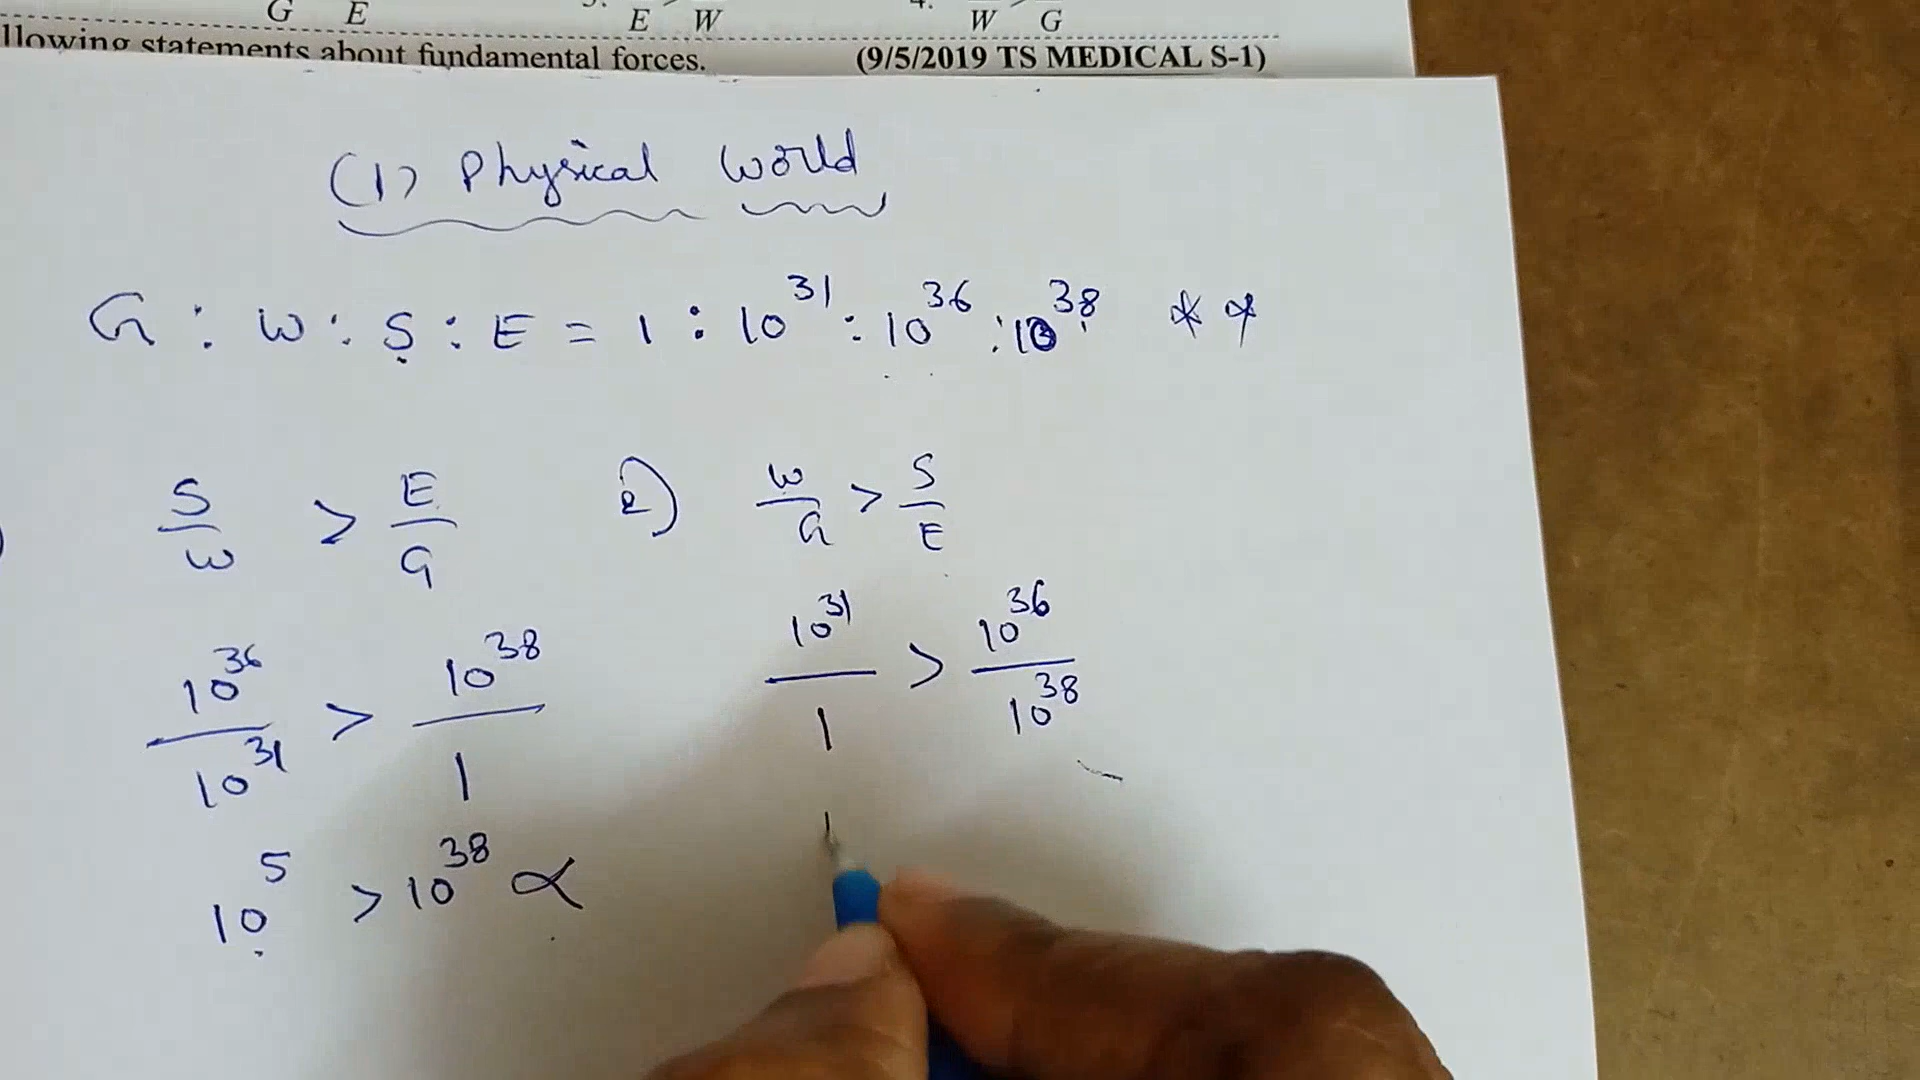 G E 3. E W 4. W G
llowing statements about fundamental forces. (9/5/2019 TS MEDICAL S-1)
(1) Physical World
G : W : S : E = 1 : 10^31 : 10^36 : 10^38 * *
S/W > E/G 2) W/G > S/E
10^36/10^31 > 10^38/1 10^31/1 > 10^36/10^38
10^5 > 10^38